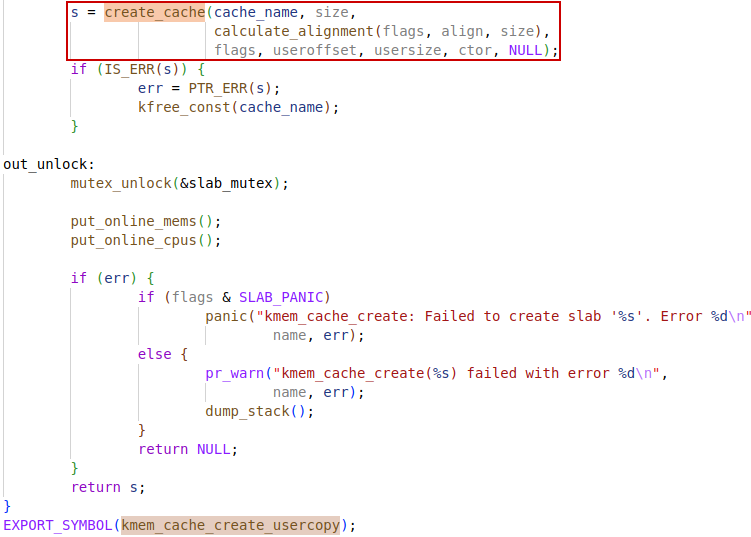 s = create_cache(cache_name, size,
calculate_alignment(flags, align, size),
flags, useroffset, usersize, ctor, NULL);
if (IS_ERR(s)) {
err = PTR_ERR(s);
kfree_const(cache_name);
}
out_unlock:
mutex_unlock(&slab_mutex);
put_online_mems();
put_online_cpus();
if (err) {
if (flags & SLAB_PANIC)
panic("kmem_cache_create: Failed to create slab '%s'. Error %d\n"
name, err);
else {
pr_warn("kmem_cache_create(%s) failed with error %d\n",
name, err);
dump_stack();
}
return NULL;
}
return s;
}
EXPORT_SYMBOL(kmem_cache_create_usercopy);